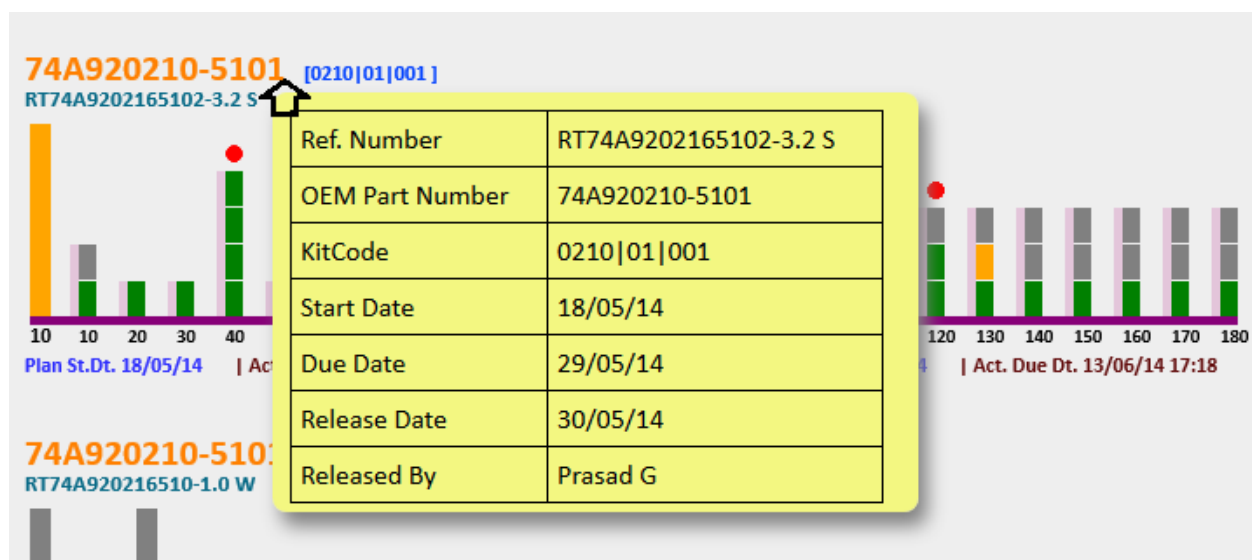 74A920210-5101 [0210|01|001 ]
RT74A9202165102-3.2 S
Ref. Number RT74A9202165102-3.2 S
OEM Part Number 74A920210-5101
KitCode 0210|01|001
Start Date 18/05/14
Due Date 29/05/14
Release Date 30/05/14
Released By Prasad G
10 10 20 30 40 120 130 140 150 160 170 180
Plan St.Dt. 18/05/14 | Act. Due Dt. 13/06/14 17:18
74A920210-510
RT74A920216510-1.0 W